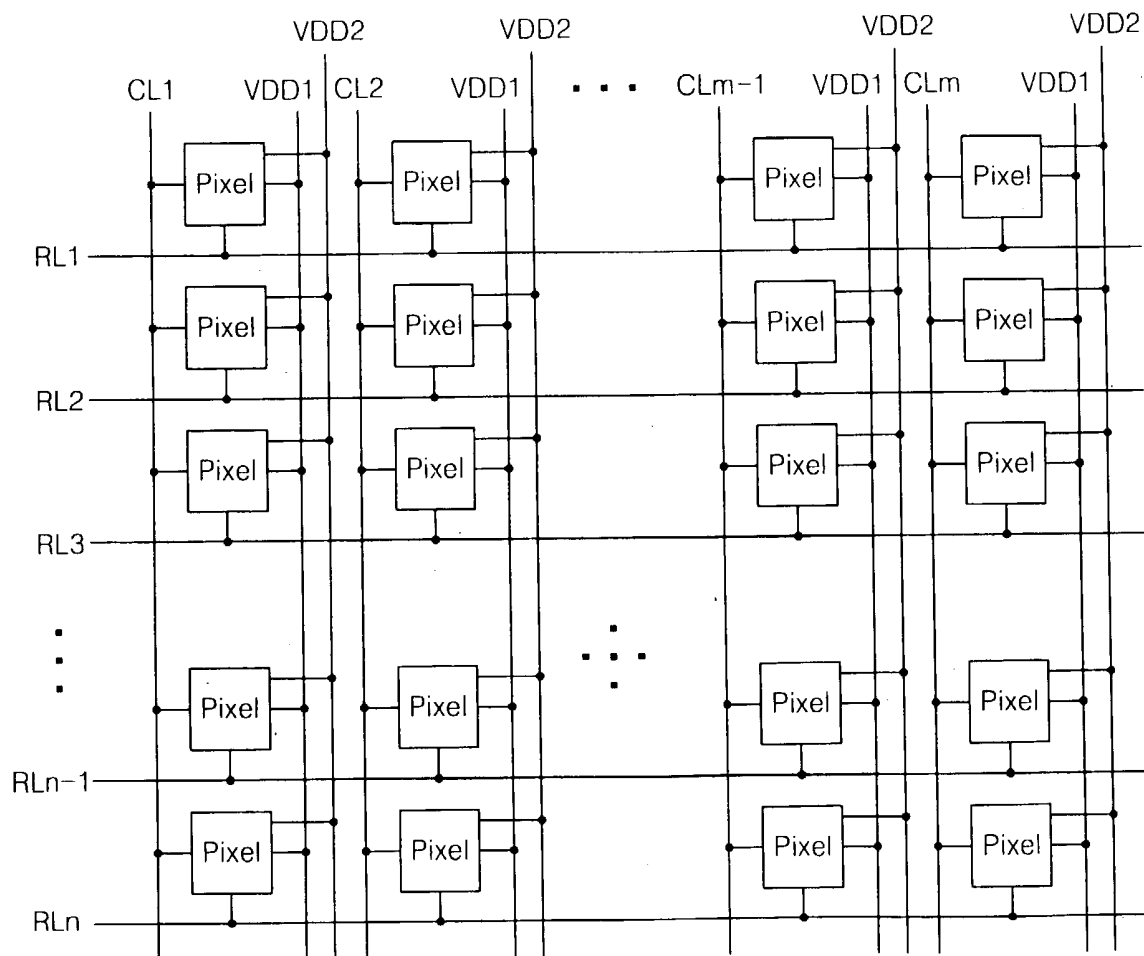 VDD2 VDD2 VDD2 VDD2
CL1 VDD1 CL2 VDD1 CLm-1 VDD1 CLm VDD1
Pixel Pixel Pixel Pixel
RL1
Pixel Pixel Pixel Pixel
RL2
Pixel Pixel Pixel Pixel
RL3
Pixel Pixel Pixel Pixel
RLn-1
Pixel Pixel Pixel Pixel
RLn